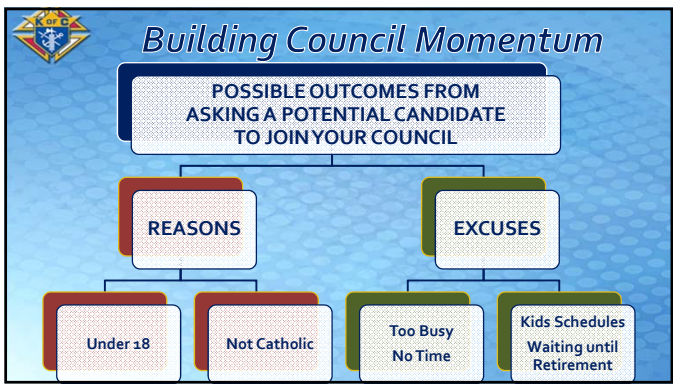 K OF C
Building Council Momentum
POSSIBLE OUTCOMES FROM
ASKING A POTENTIAL CANDIDATE
TO JOIN YOUR COUNCIL
REASONS
EXCUSES
Under 18
Not Catholic
Too Busy
No Time
Kids Schedules
Waiting until
Retirement